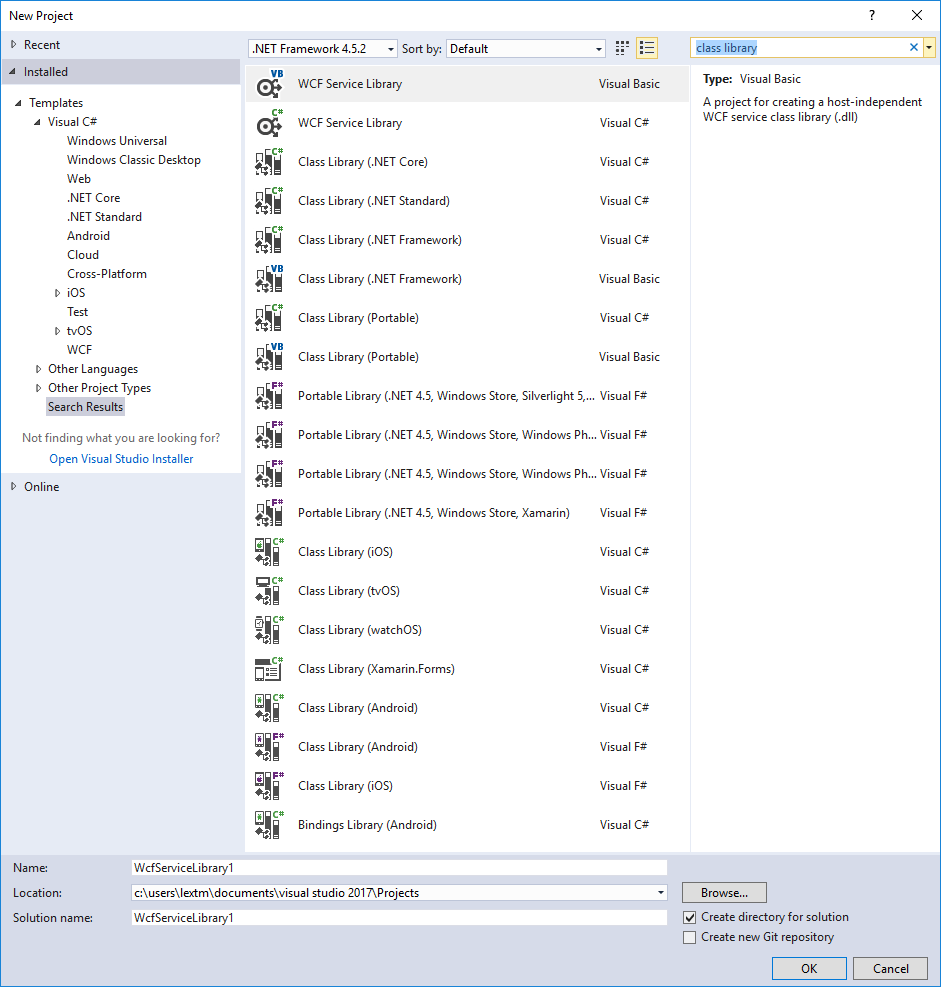 New Project
?
Recent
Installed
Templates
Visual C#
Windows Universal
Windows Classic Desktop
Web
.NET Core
.NET Standard
Android
Cloud
Cross-Platform
iOS
Test
tvOS
WCF
Other Languages
Other Project Types
Search Results
Not finding what you are looking for?
Open Visual Studio Installer
Online
.NET Framework 4.5.2 Sort by: Default
VB WCF Service Library Visual Basic
C# WCF Service Library Visual C#
C# Class Library (.NET Core) Visual C#
C# Class Library (.NET Standard) Visual C#
C# Class Library (.NET Framework) Visual C#
VB Class Library (.NET Framework) Visual Basic
C# Class Library (Portable) Visual C#
VB Class Library (Portable) Visual Basic
F# Portable Library (.NET 4.5, Windows Store, Silverlight 5,... Visual F#
F# Portable Library (.NET 4.5, Windows Store, Windows Ph... Visual F#
F# Portable Library (.NET 4.5, Windows Store, Windows Ph... Visual F#
F# Portable Library (.NET 4.5, Windows Store, Xamarin) Visual F#
C# Class Library (iOS) Visual C#
C# Class Library (tvOS) Visual C#
C# Class Library (watchOS) Visual C#
C# Class Library (Xamarin.Forms) Visual C#
C# Class Library (Android) Visual C#
F# Class Library (Android) Visual F#
F# Class Library (iOS) Visual F#
C# Bindings Library (Android) Visual C#
class library
Type: Visual Basic
A project for creating a host-independent
WCF service class library (.dll)
Name: WcfServiceLibrary1
Location: c:\users\lextm\documents\visual studio 2017\Projects Browse...
Solution name: WcfServiceLibrary1
Create directory for solution
Create new Git repository
OK Cancel